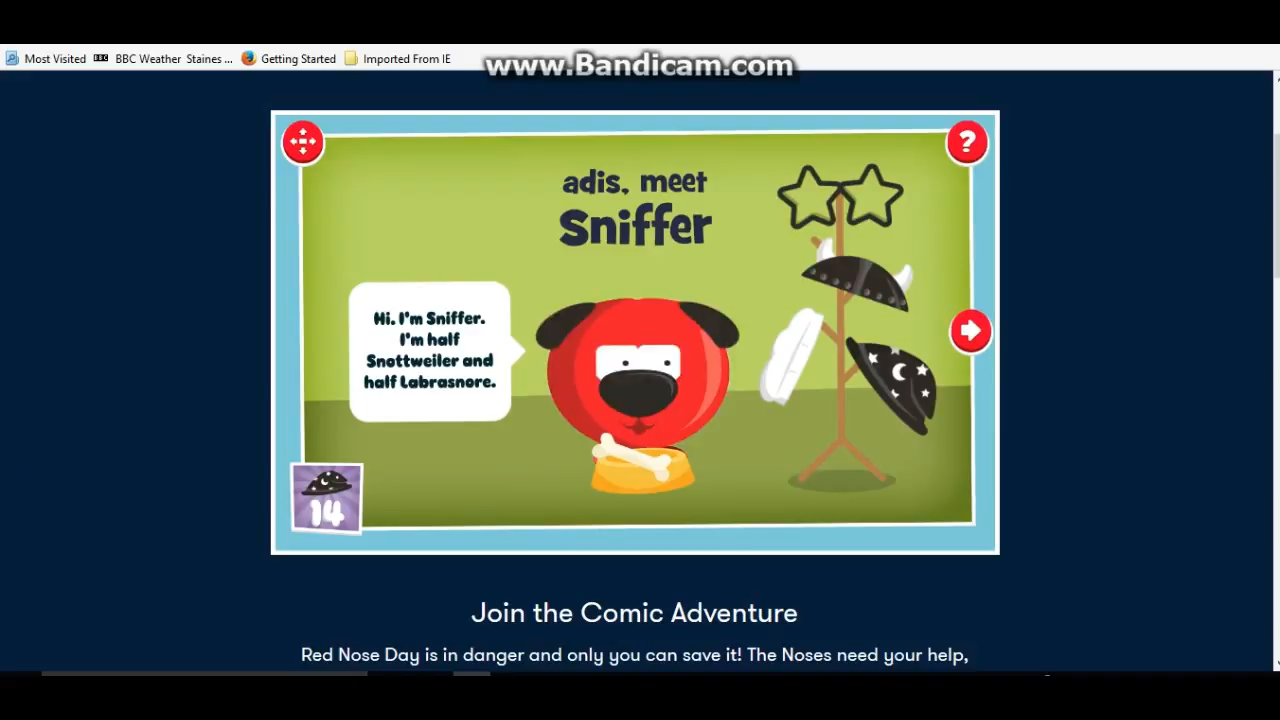 www.Bandicam.com
Most Visited BBC BBC Weather Staines ... Getting Started Imported From IE
?
adis, meet
Sniffer
Hi. I'm Sniffer.
I'm half
Snottweiler and
half Labrasnore.
14
Join the Comic Adventure
Red Nose Day is in danger and only you can save it! The Noses need your help,